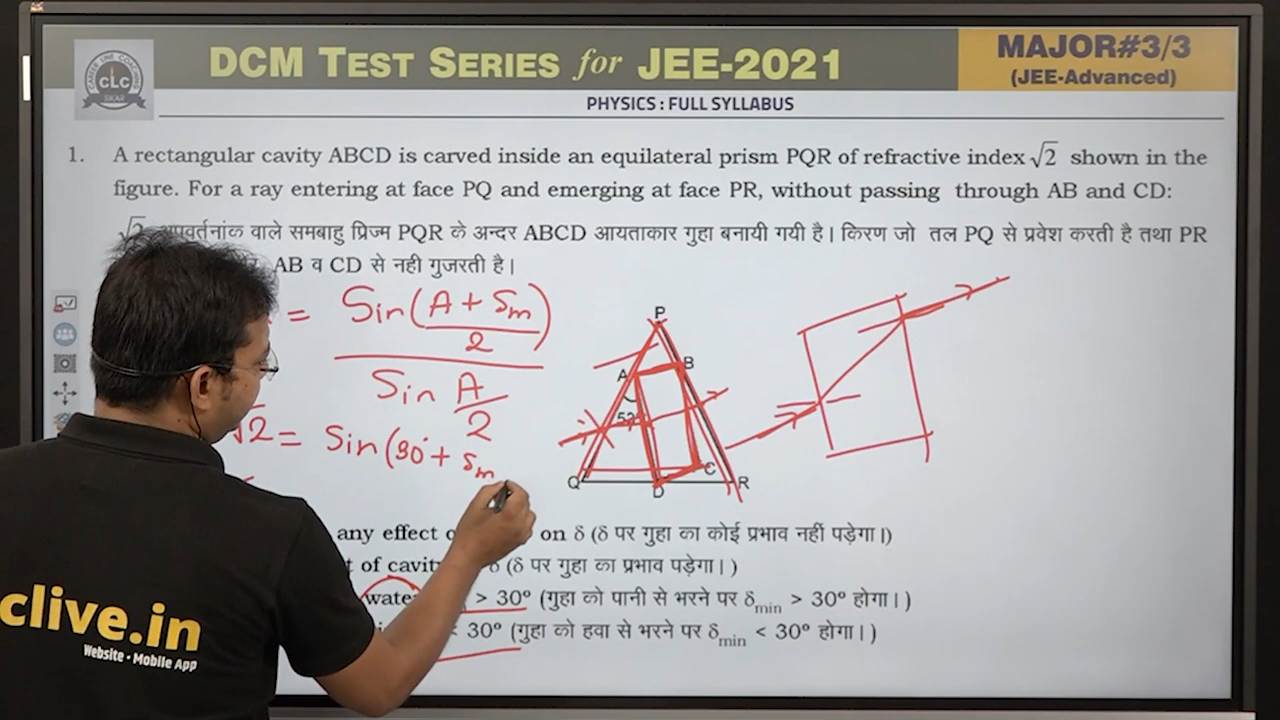 DCM TEST SERIES for JEE-2021
MAJOR#3/3
(JEE-Advanced)
CAREER LINE COACHING
CLC
SIKAR
PHYSICS : FULL SYLLABUS
1. A rectangular cavity ABCD is carved inside an equilateral prism PQR of refractive index √2 shown in the
figure. For a ray entering at face PQ and emerging at face PR, without passing through AB and CD:
वाले समबाहु प्रिज्म PQR के अन्दर ABCD आयताकार गुहा बनायी गयी है। किरण जो तल PQ से प्रवेश करती है तथा PR
AB व CD से नही गुजरती है।
= Sin(A + δm / 2)
Sin A/2
√2 = Sin(30° + δm
P
A
B
Q
D
C
R
any effect on δ (δ पर गुहा का कोई प्रभाव नहीं पड़ेगा।)
of cavity δ (δ पर गुहा का प्रभाव पड़ेगा।)
water > 30° (गुहा को पानी से भरने पर δmin > 30° होगा।)
< 30° (गुहा को हवा से भरने पर δmin < 30° होगा।)
clive.in
Website • Mobile App